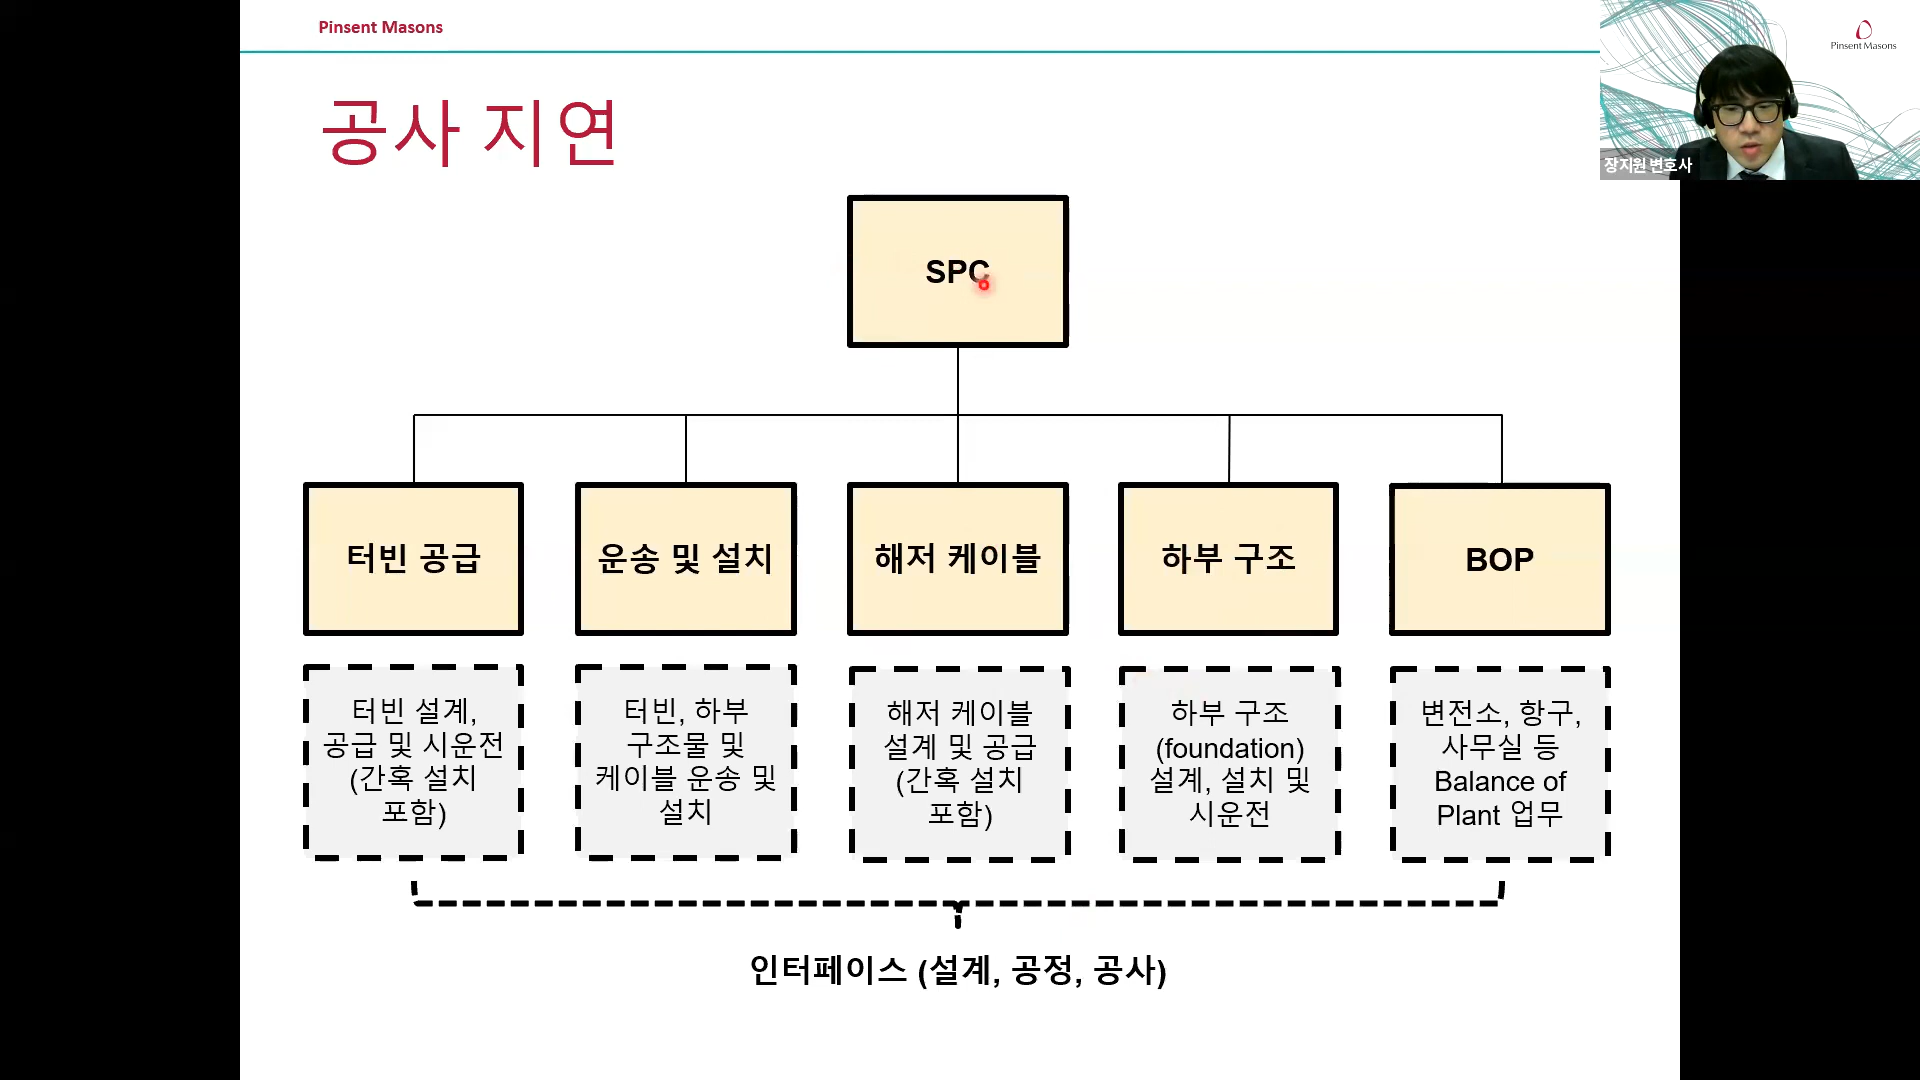 Pinsent Masons
Pinsent Masons
장지원 변호사
공사 지연
SPC
터빈 공급
운송 및 설치
해저 케이블
하부 구조
BOP
터빈 설계,
공급 및 시운전
(간혹 설치
포함)
터빈, 하부
구조물 및
케이블 운송 및
설치
해저 케이블
설계 및 공급
(간혹 설치
포함)
하부 구조
(foundation)
설계, 설치 및
시운전
변전소, 항구,
사무실 등
Balance of
Plant 업무
인터페이스 (설계, 공정, 공사)